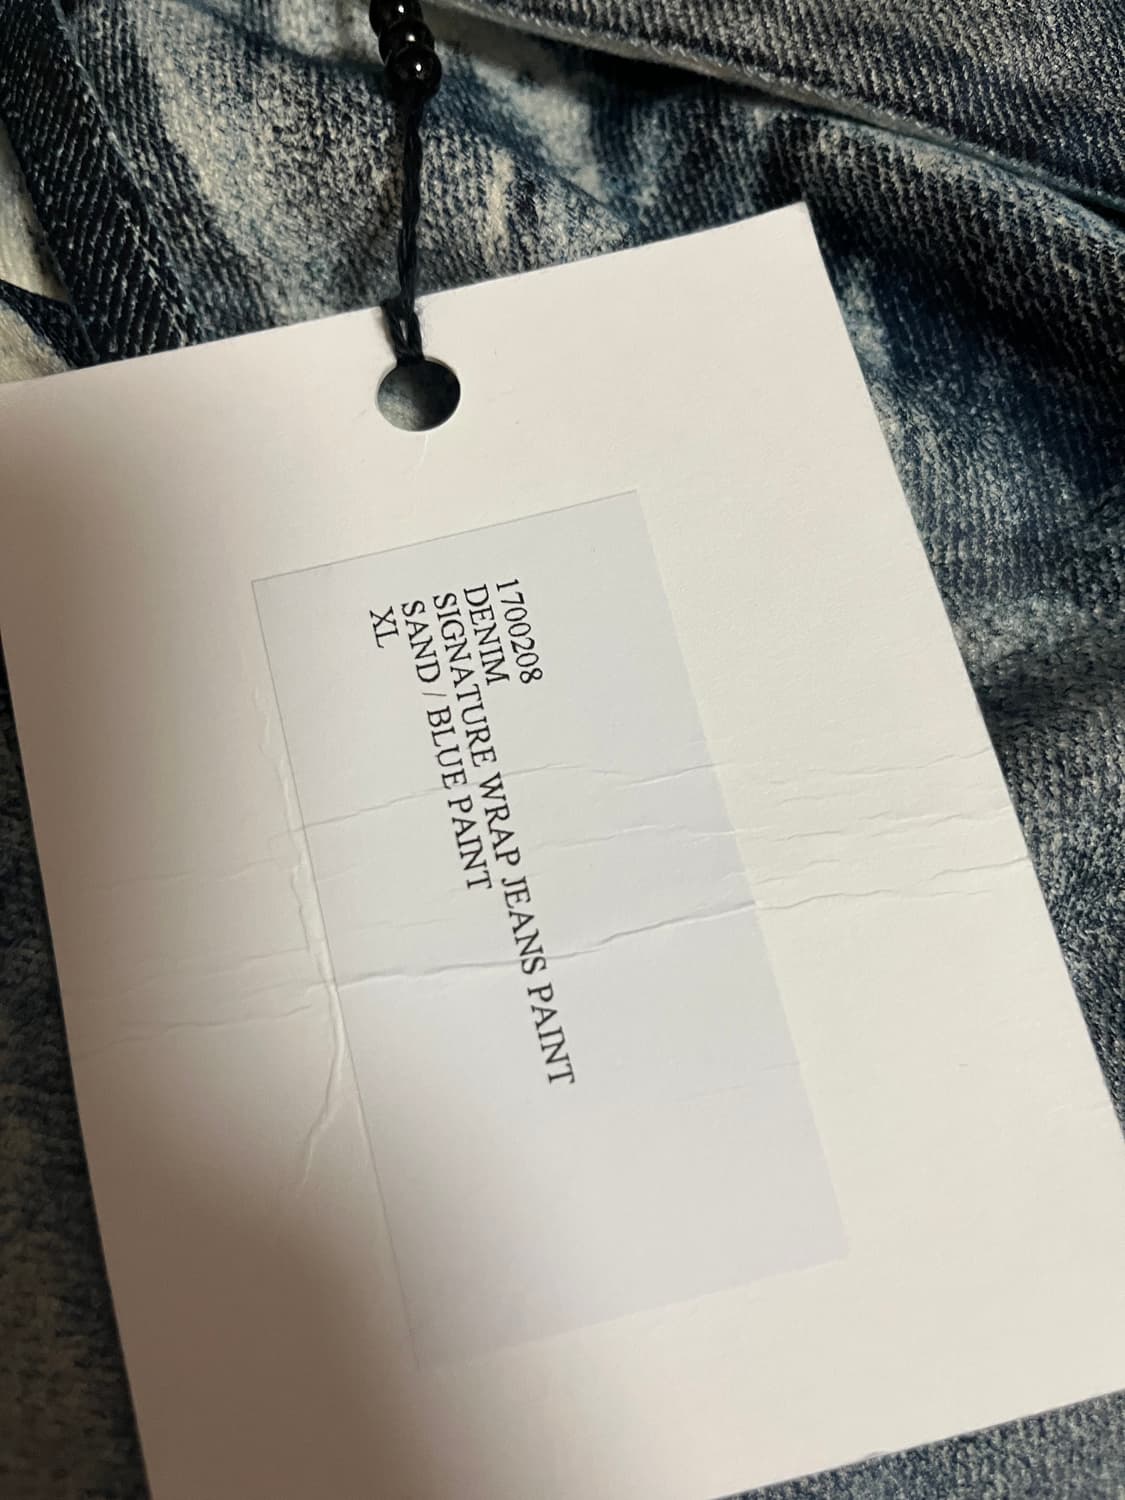 1700208
DENIM
SIGNATURE WRAP JEANS PAINT
SAND / BLUE PAINT
XL